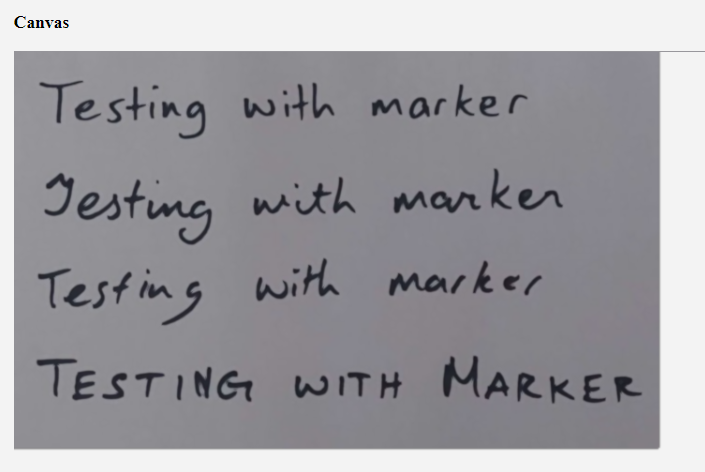 Canvas
Testing with marker
Testing with marker
Testing with marker
TESTING WITH MARKER